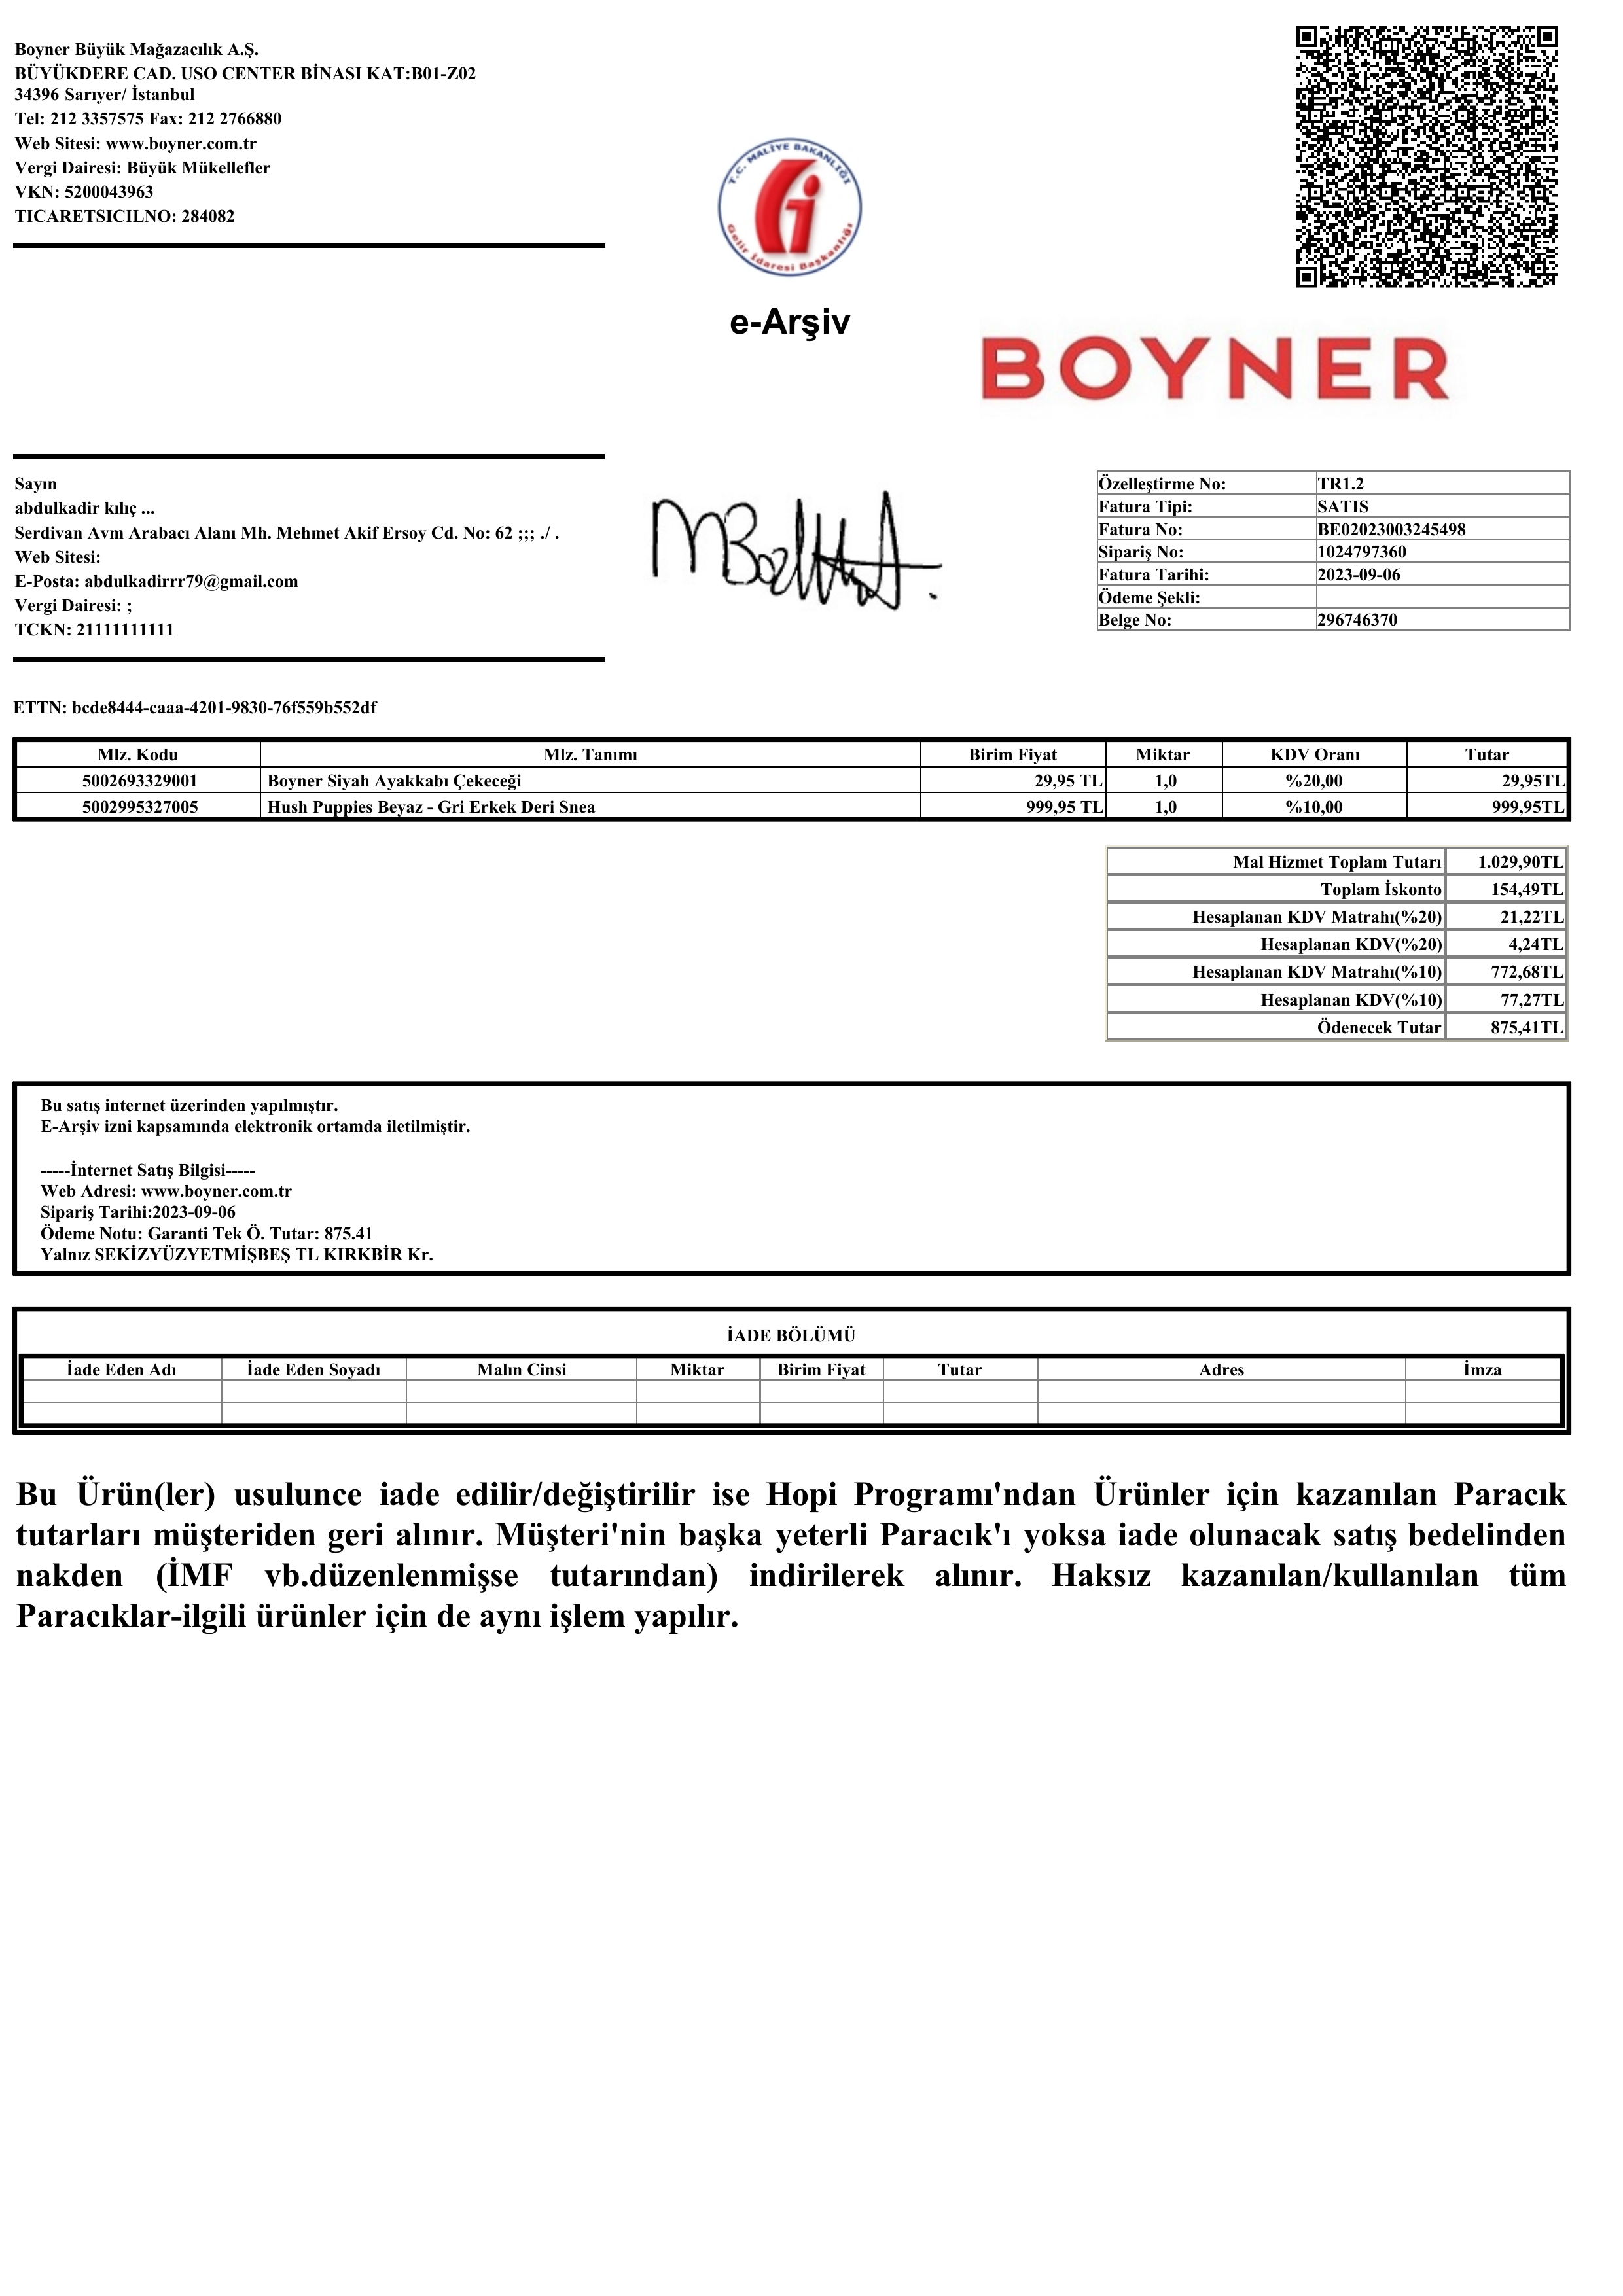 Boyner Büyük Mağazacılık A.Ş.
BÜYÜKDERE CAD. USO CENTER BİNASI KAT:B01-Z02
34396 Sarıyer/ İstanbul
Tel: 212 3357575 Fax: 212 2766880
Web Sitesi: www.boyner.com.tr
Vergi Dairesi: Büyük Mükellefler
VKN: 5200043963
TICARETSICILNO: 284082
T.C. MALİYE BAKANLIĞI
Gelir İdaresi Başkanlığı
e-Arşiv
BOYNER
Sayın
abdulkadir kılıç ...
Serdivan Avm Arabacı Alanı Mh. Mehmet Akif Ersoy Cd. No: 62 ;;; ./ .
Web Sitesi:
E-Posta: abdulkadirrr79@gmail.com
Vergi Dairesi: ;
TCKN: 21111111111
Özelleştirme No: TR1.2
Fatura Tipi: SATIS
Fatura No: BE02023003245498
Sipariş No: 1024797360
Fatura Tarihi: 2023-09-06
Ödeme Şekli:
Belge No: 296746370
ETTN: bcde8444-caaa-4201-9830-76f559b552df
Mlz. Kodu Mlz. Tanımı Birim Fiyat Miktar KDV Oranı Tutar
5002693329001 Boyner Siyah Ayakkabı Çekeceği 29,95 TL 1,0 %20,00 29,95TL
5002995327005 Hush Puppies Beyaz - Gri Erkek Deri Snea 999,95 TL 1,0 %10,00 999,95TL
Mal Hizmet Toplam Tutarı 1.029,90TL
Toplam İskonto 154,49TL
Hesaplanan KDV Matrahı(%20) 21,22TL
Hesaplanan KDV(%20) 4,24TL
Hesaplanan KDV Matrahı(%10) 772,68TL
Hesaplanan KDV(%10) 77,27TL
Ödenecek Tutar 875,41TL
Bu satış internet üzerinden yapılmıştır.
E-Arşiv izni kapsamında elektronik ortamda iletilmiştir.
-----İnternet Satış Bilgisi-----
Web Adresi: www.boyner.com.tr
Sipariş Tarihi:2023-09-06
Ödeme Notu: Garanti Tek Ö. Tutar: 875.41
Yalnız SEKİZYÜZYETMİŞBEŞ TL KIRKBİR Kr.
İADE BÖLÜMÜ
İade Eden Adı İade Eden Soyadı Malın Cinsi Miktar Birim Fiyat Tutar Adres İmza
Bu Ürün(ler) usulunce iade edilir/değiştirilir ise Hopi Programı'ndan Ürünler için kazanılan Paracık
tutarları müşteriden geri alınır. Müşteri'nin başka yeterli Paracık'ı yoksa iade olunacak satış bedelinden
nakden (İMF vb.düzenlenmişse tutarından) indirilerek alınır. Haksız kazanılan/kullanılan tüm
Paracıklar-ilgili ürünler için de aynı işlem yapılır.